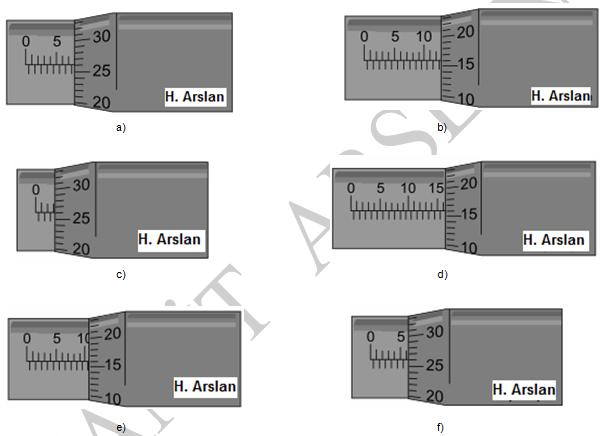 0 5 30 25 20
H. Arslan
a)
0 5 10 20 15 10
H. Arslan
b)
0 30 25 20
H. Arslan
c)
0 5 10 15 20 15 10
H. Arslan
d)
0 5 10 20 15 10
H. Arslan
e)
0 5 30 25 20
H. Arslan
f)